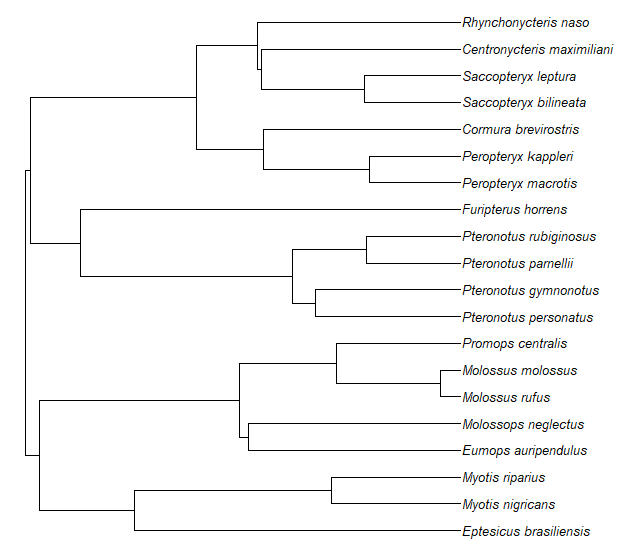 Rhynchonycteris naso
Centronycteris maximiliani
Saccopteryx leptura
Saccopteryx bilineata
Cormura brevirostris
Peropteryx kappleri
Peropteryx macrotis
Furipterus horrens
Pteronotus rubiginosus
Pteronotus parnellii
Pteronotus gymnonotus
Pteronotus personatus
Promops centralis
Molossus molossus
Molossus rufus
Molossops neglectus
Eumops auripendulus
Myotis riparius
Myotis nigricans
Eptesicus brasiliensis